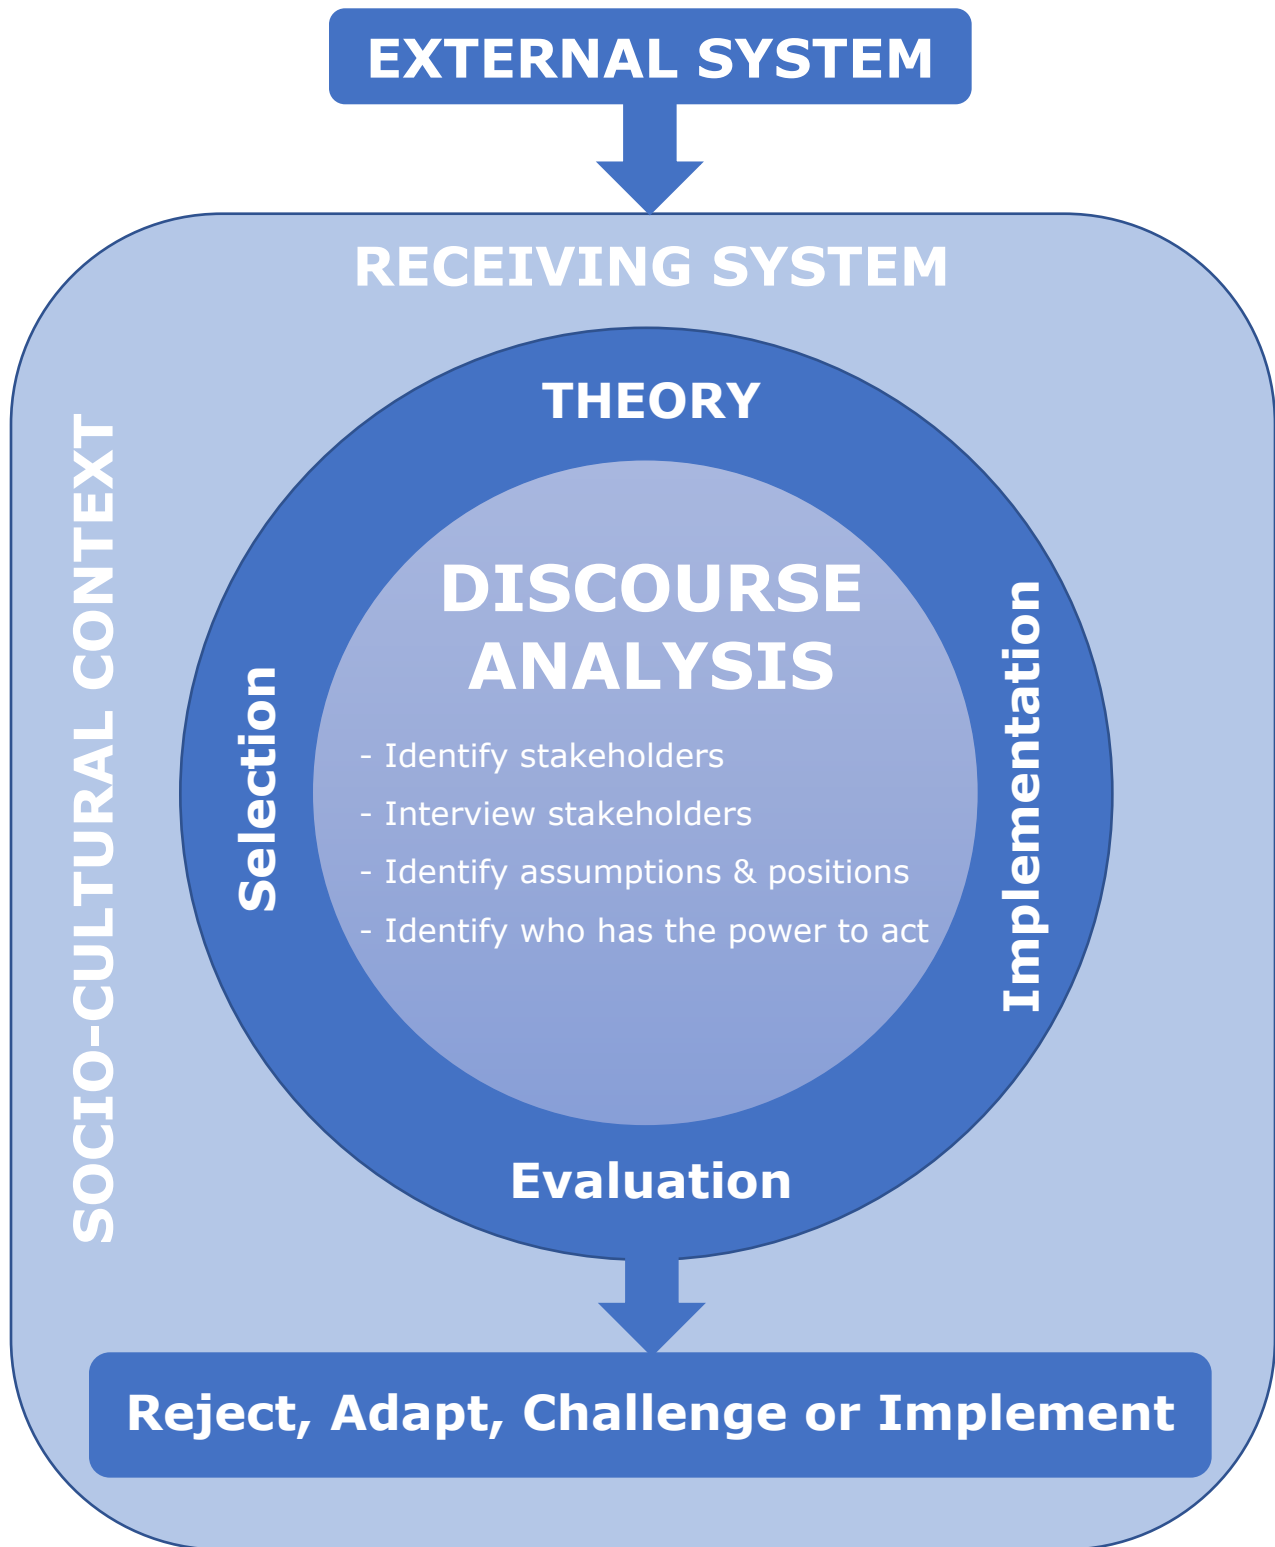 EXTERNAL SYSTEM
RECEIVING SYSTEM
SOCIO-CULTURAL CONTEXT
THEORY
Selection
DISCOURSE
ANALYSIS
- Identify stakeholders
- Interview stakeholders
- Identify assumptions & positions
- Identify who has the power to act
Implementation
Evaluation
Reject, Adapt, Challenge or Implement